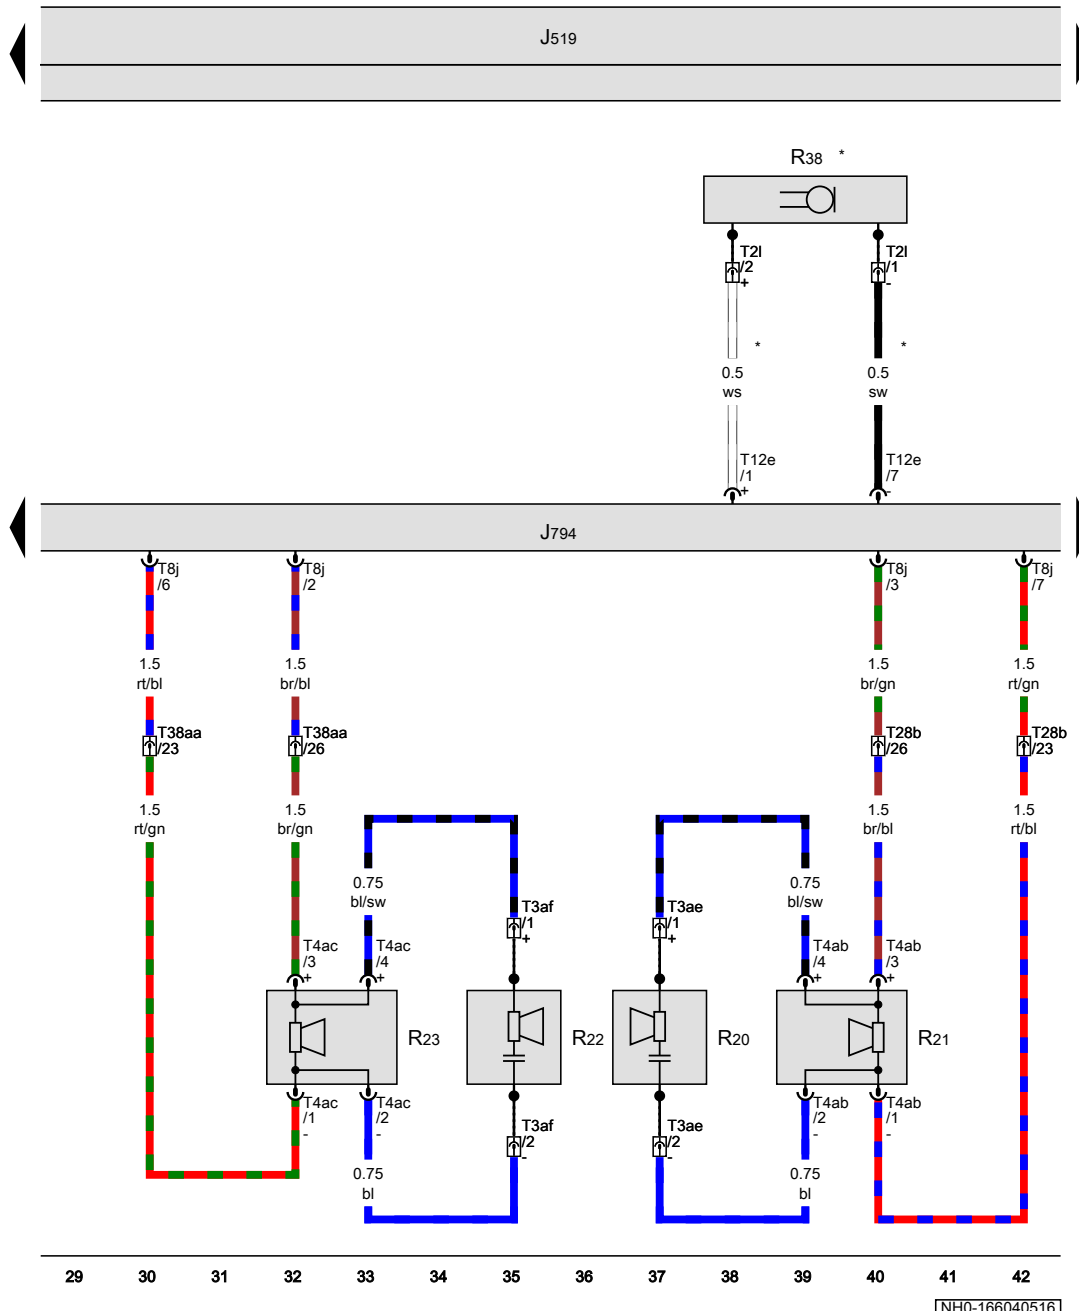 J519
R38 *
T2l
/2
+
T2l
/1
-
*
*
0.5
ws
0.5
sw
T12e
/1
+
T12e
/7
-
J794
T8j
/6
T8j
/2
T8j
/3
T8j
/7
1.5
rt/bl
1.5
br/bl
1.5
br/gn
1.5
rt/gn
T38aa
/23
T38aa
/26
T28b
/26
T28b
/23
1.5
rt/gn
1.5
br/gn
1.5
br/bl
1.5
rt/bl
0.75
bl/sw
0.75
bl/sw
T3af
/1
+
T3ae
/1
+
T4ac
/3
+
T4ac
/4
+
T4ab
/4
+
T4ab
/3
+
R23
R22
R20
R21
T4ac
/1
-
T4ac
/2
-
T3af
/2
-
T3ae
/2
-
T4ab
/2
-
T4ab
/1
-
0.75
bl
0.75
bl
29 30 31 32 33 34 35 36 37 38 39 40 41 42
NH0-166040516